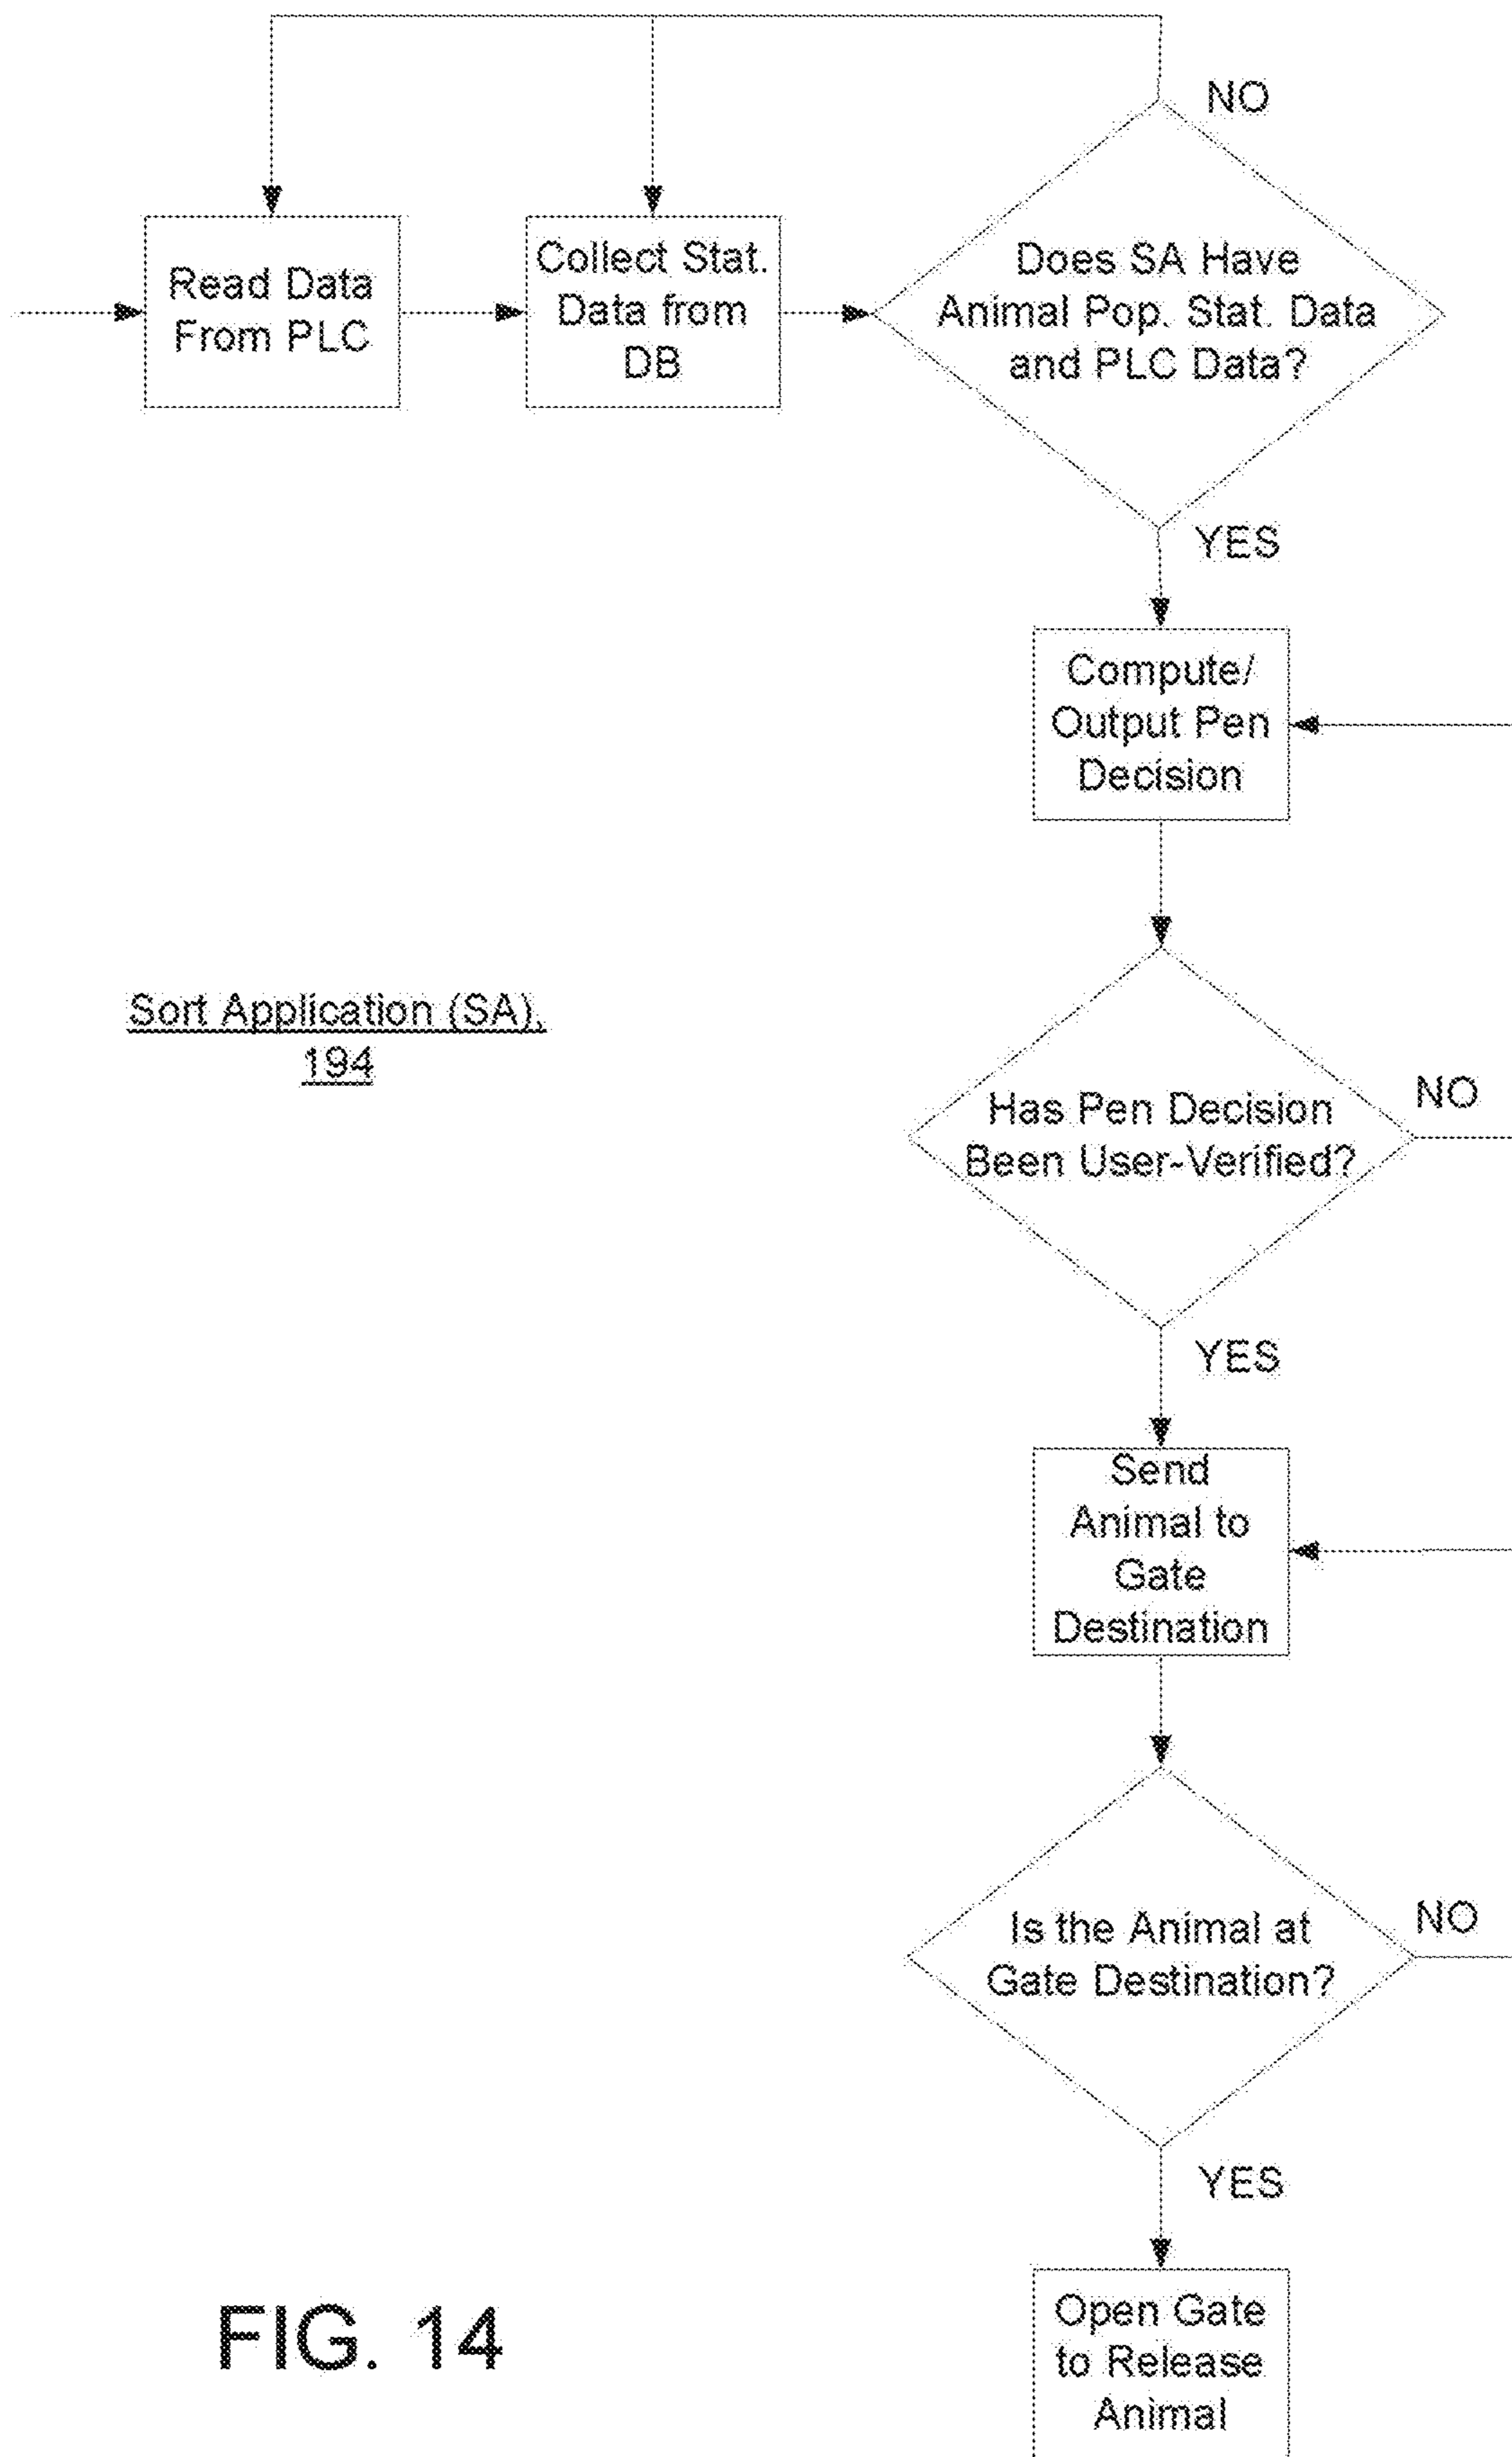 NO
Read Data
From PLC
Collect Stat.
Data from
DB
Does SA Have
Animal Pop. Stat. Data
and PLC Data?
YES
Compute/
Output Pen
Decision
Sort Application (SA),
194
Has Pen Decision
Been User-Verified?
NO
YES
Send
Animal to
Gate
Destination
Is the Animal at
Gate Destination?
NO
YES
Open Gate
to Release
Animal
FIG. 14